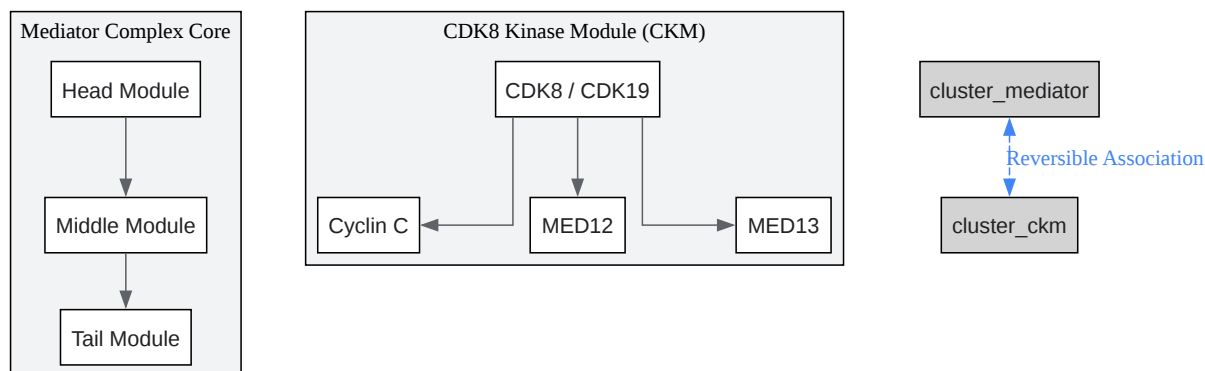 Mediator Complex Core
Head Module
Middle Module
Tail Module
CDK8 Kinase Module (CKM)
CDK8 / CDK19
Cyclin C
MED12
MED13
cluster_mediator
Reversible Association
cluster_ckm